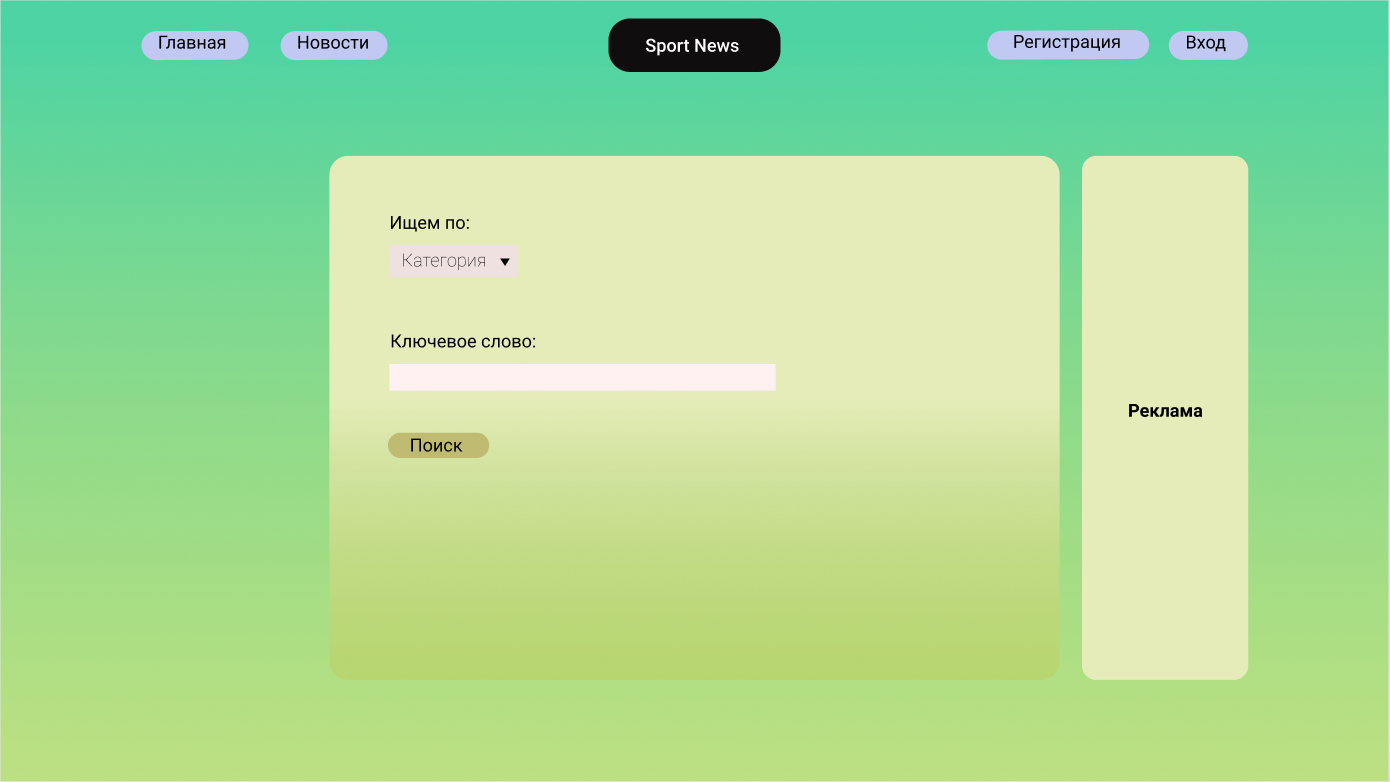 Главная
Новости
Sport News
Регистрация
Вход
Ищем по:
Категория
Ключевое слово:
Поиск
Реклама